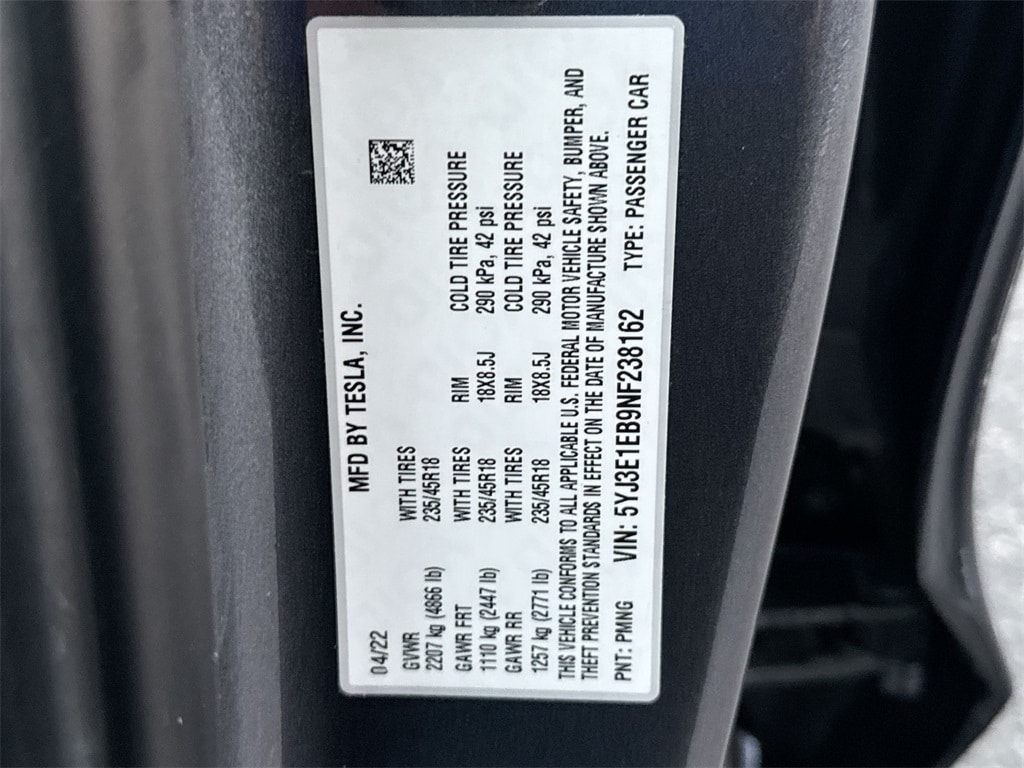 MFD BY TESLA, INC.
04/22
GVWR WITH TIRES
2207 kg (4866 lb) 235/45R18
GAWR FRT WITH TIRES RIM COLD TIRE PRESSURE
1110 kg (2447 lb) 235/45R18 18X8.5J 290 kPa, 42 psi
GAWR RR WITH TIRES RIM COLD TIRE PRESSURE
1257 kg (2771 lb) 235/45R18 18X8.5J 290 kPa, 42 psi
THIS VEHICLE CONFORMS TO ALL APPLICABLE U.S. FEDERAL MOTOR VEHICLE SAFETY, BUMPER, AND
THEFT PREVENTION STANDARDS IN EFFECT ON THE DATE OF MANUFACTURE SHOWN ABOVE.
PNT: PMNG VIN: 5YJ3E1EB9NF238162 TYPE: PASSENGER CAR